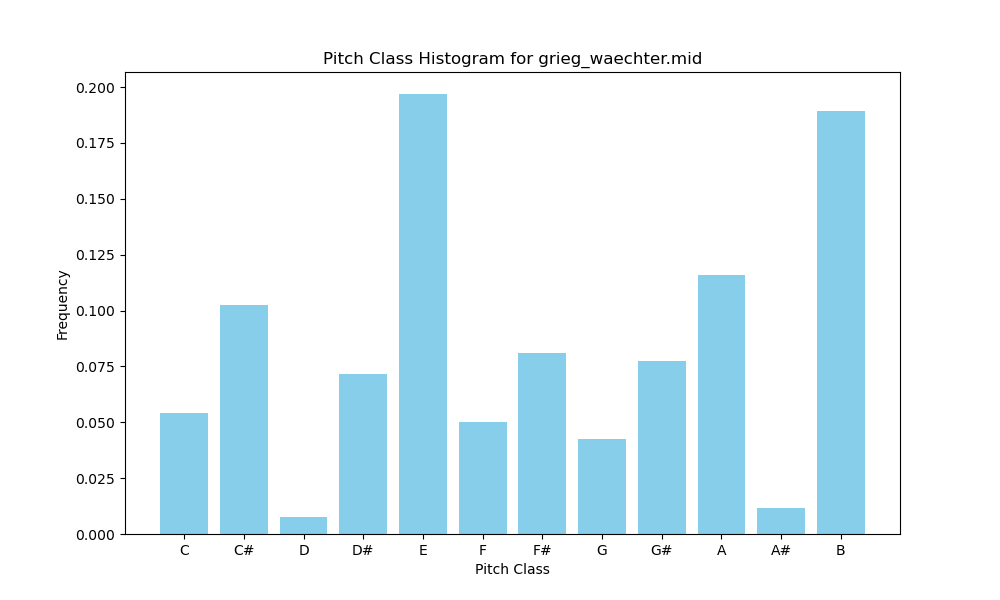 Pitch Class Histogram for grieg_waechter.mid
Frequency
0.200
0.175
0.150
0.125
0.100
0.075
0.050
0.025
0.000
C C# D D# E F F# G G# A A# B
Pitch Class